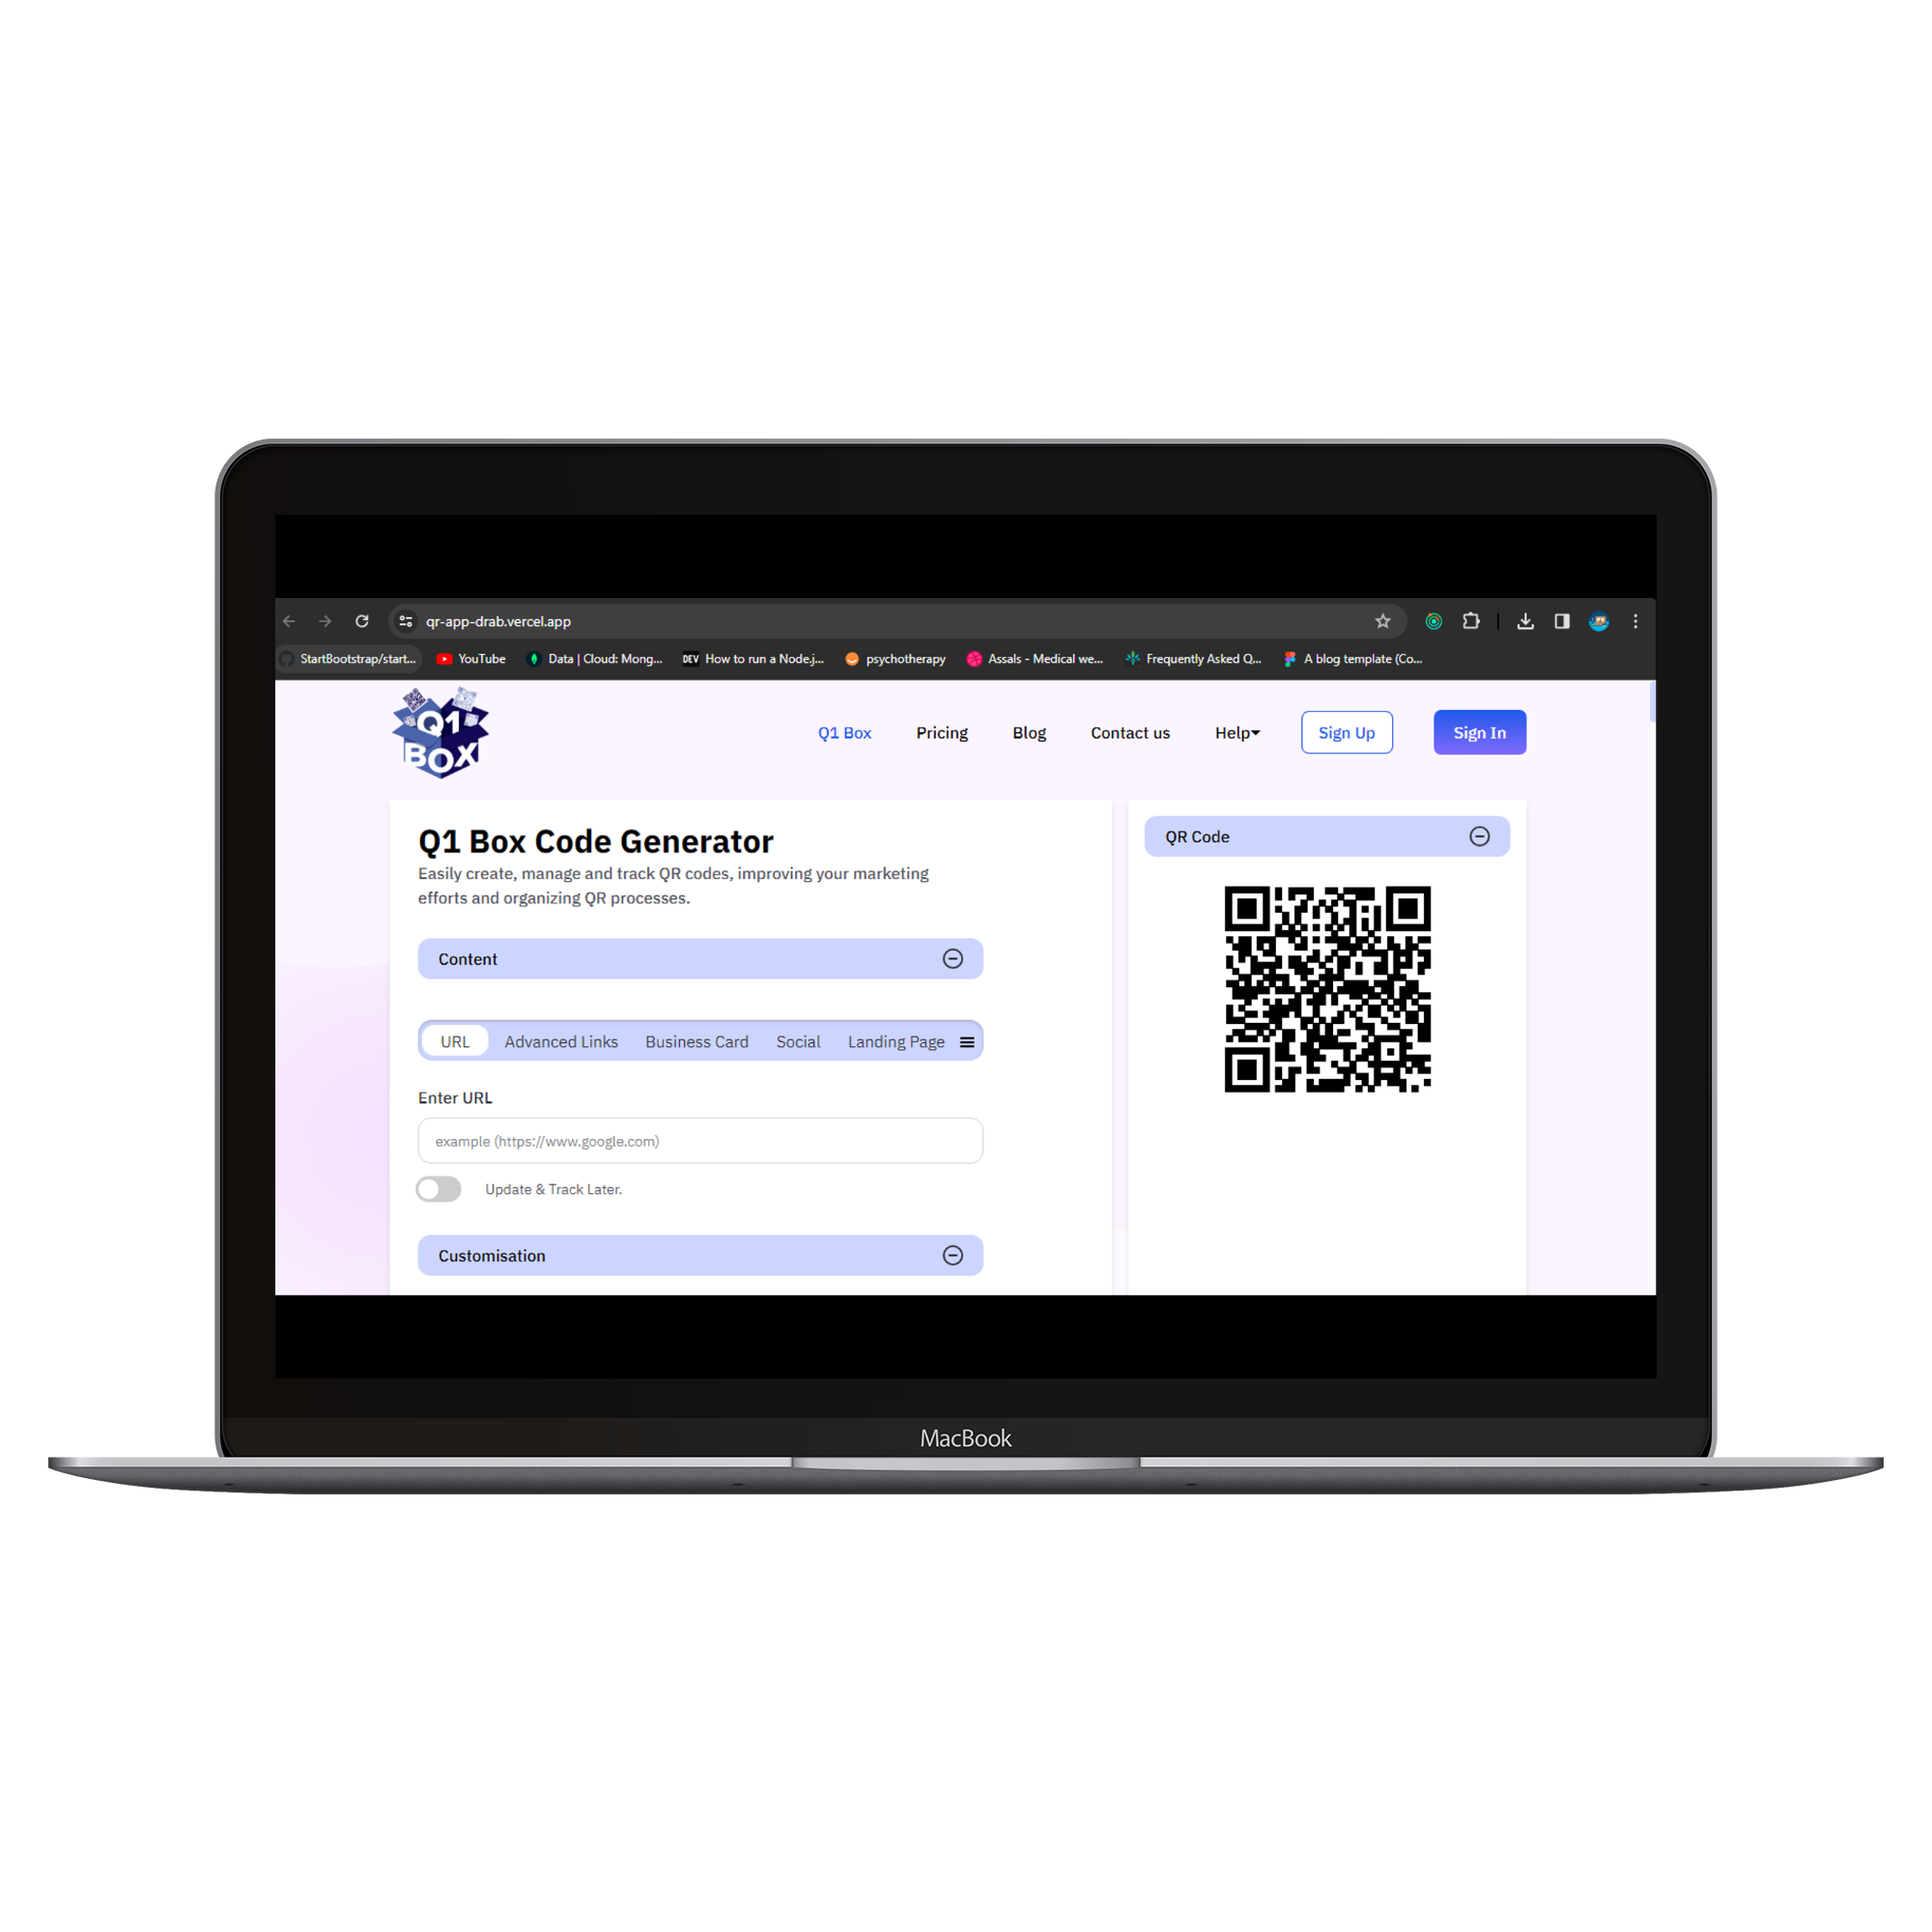 qr-app-drab.vercel.app
StartBootstrap/start... YouTube Data | Cloud: Mong... DEV How to run a Node.j... psychotherapy Assals - Medical we... Frequently Asked Q... A blog template (Co...
Q1 BOX
Q1 Box Pricing Blog Contact us Help Sign Up Sign In
Q1 Box Code Generator
Easily create, manage and track QR codes, improving your marketing
efforts and organizing QR processes.
Content
URL Advanced Links Business Card Social Landing Page
Enter URL
example (https://www.google.com)
Update & Track Later.
Customisation
QR Code
MacBook